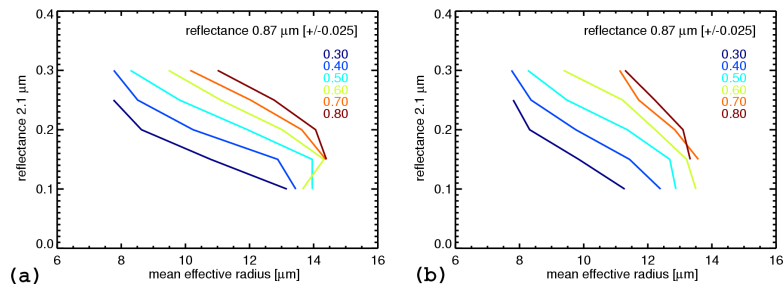 reflectance 0.87 μm [+/-0.025]
0.30
0.40
0.50
0.60
0.70
0.80
0.4
0.3
0.2
0.1
0.0
reflectance 2.1 μm
6 8 10 12 14 16
mean effective radius [μm]
(a)
reflectance 0.87 μm [+/-0.025]
0.30
0.40
0.50
0.60
0.70
0.80
0.4
0.3
0.2
0.1
0.0
reflectance 2.1 μm
6 8 10 12 14 16
mean effective radius [μm]
(b)